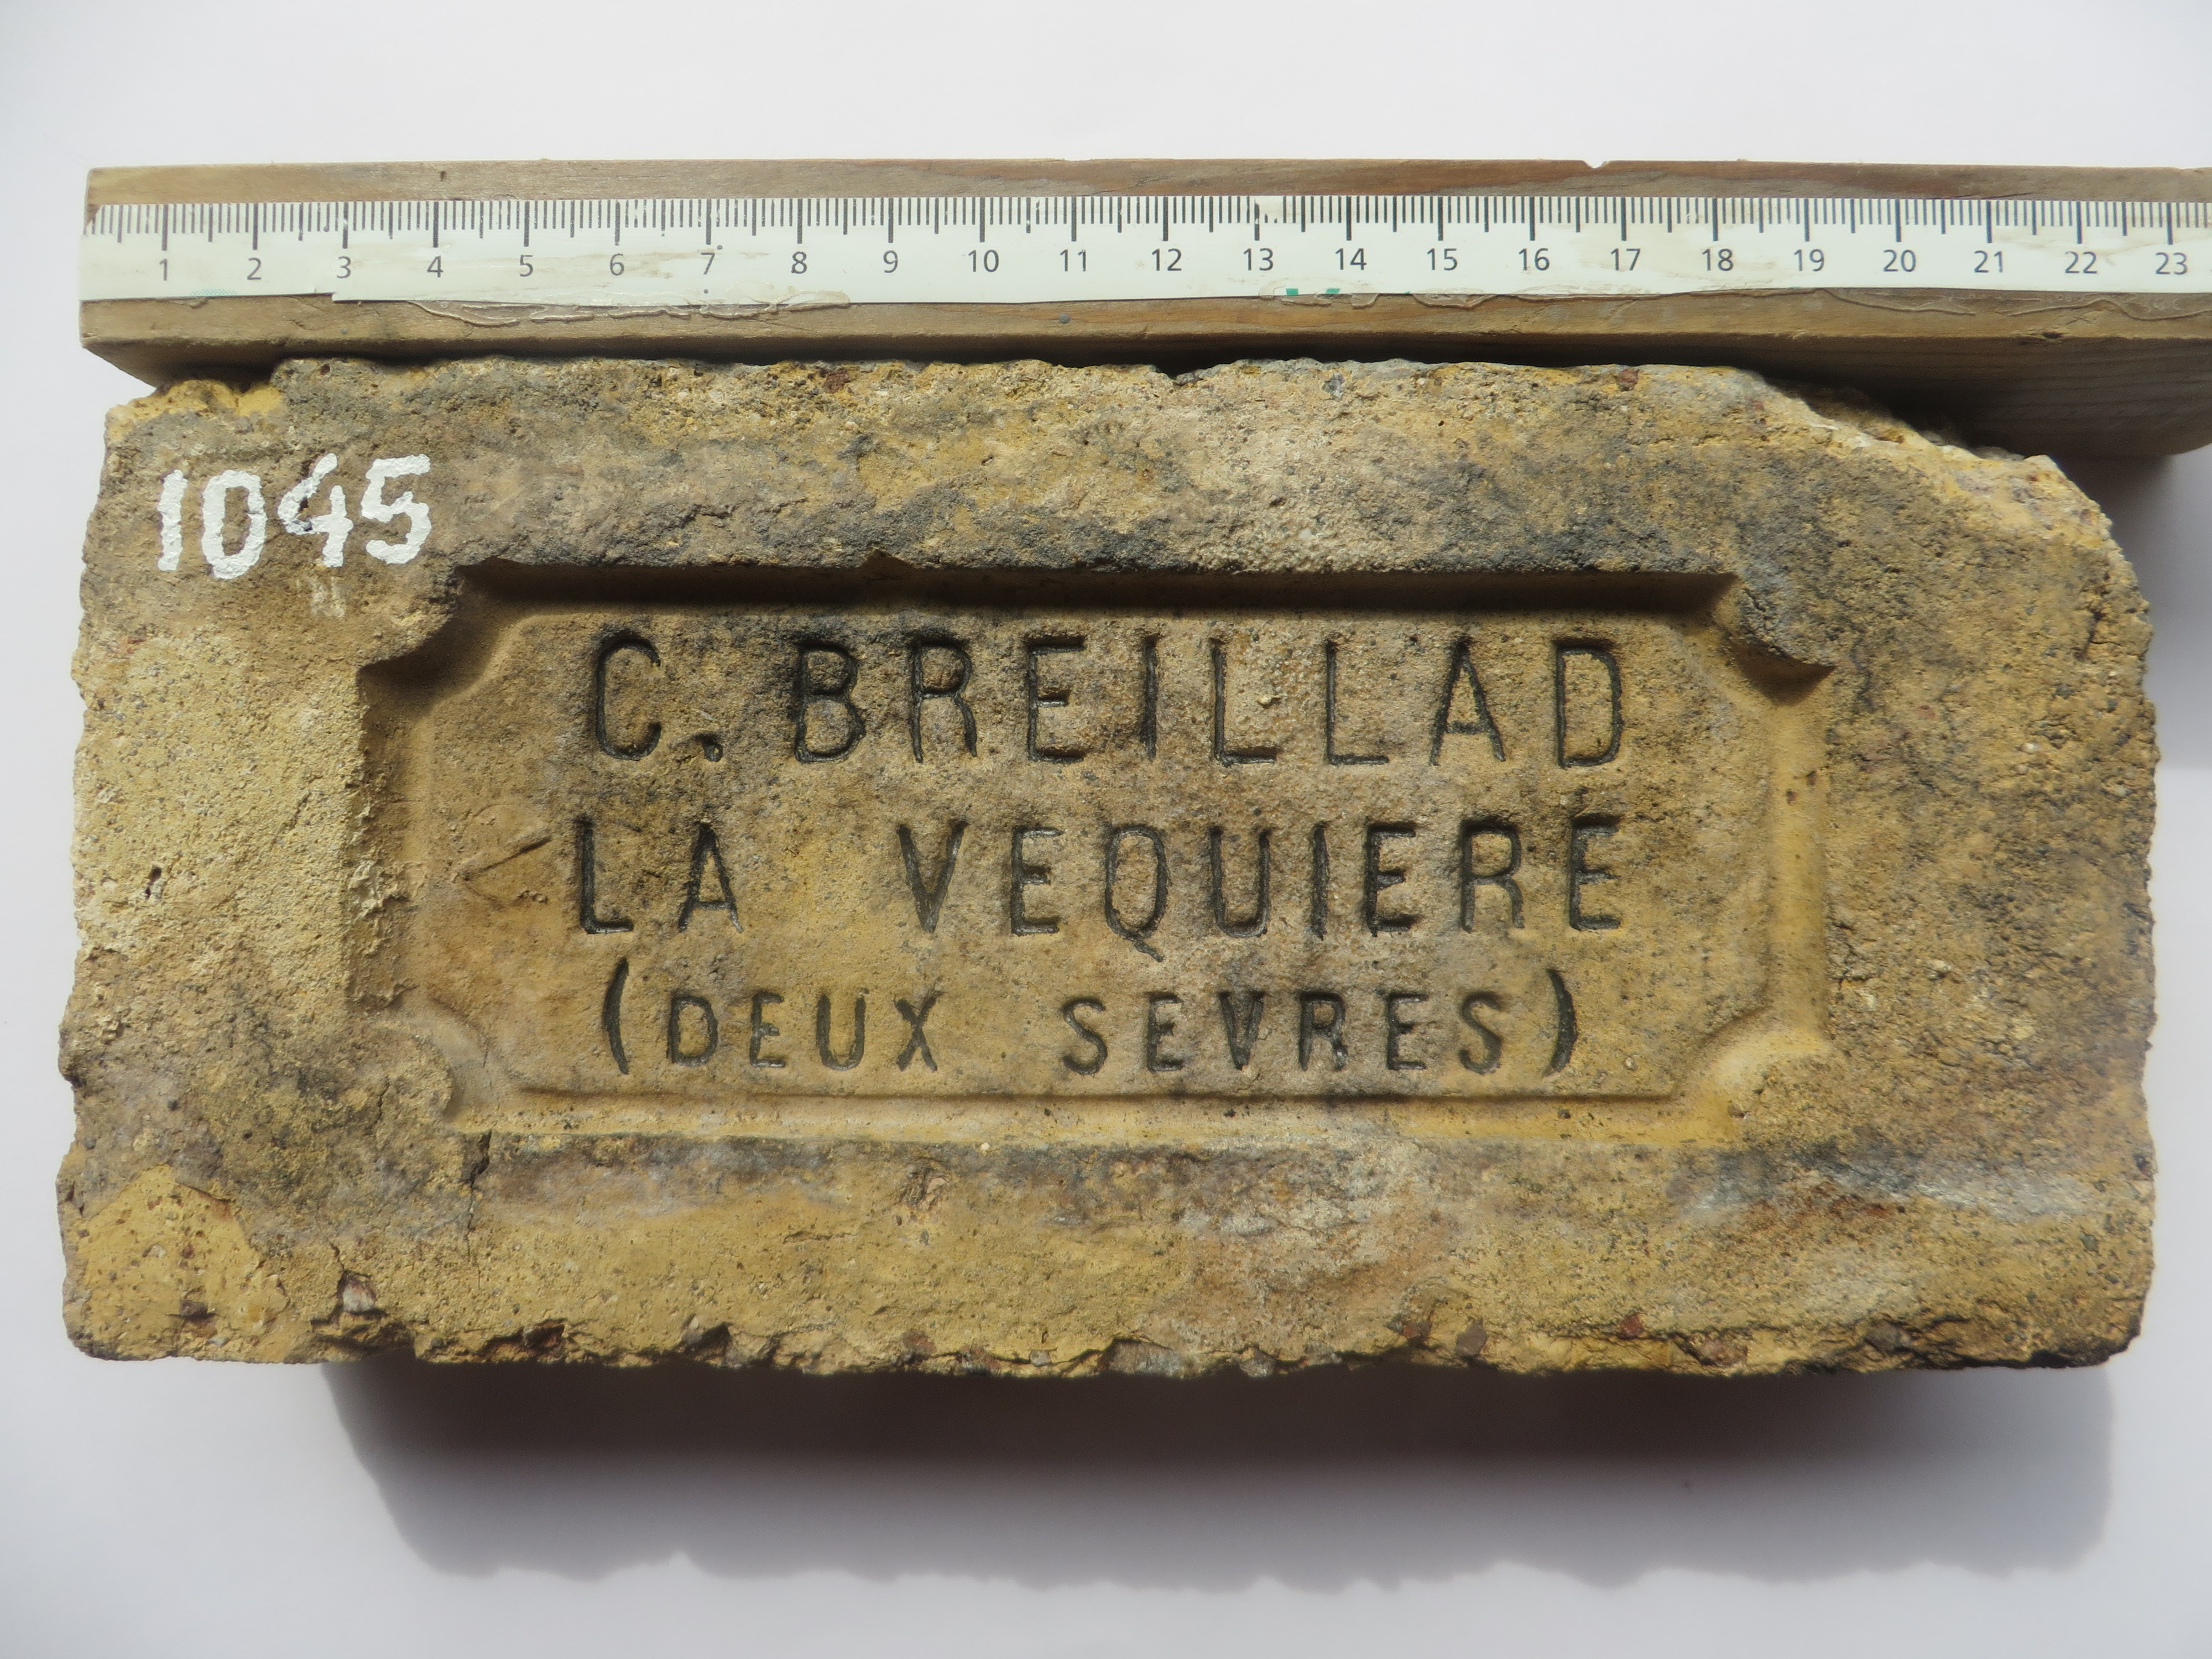 1 2 3 4 5 6 7 8 9 10 11 12 13 14 15 16 17 18 19 20 21 22 23
1045
C. BREILLAD
LA VEQUIERE
(DEUX SEVRES)